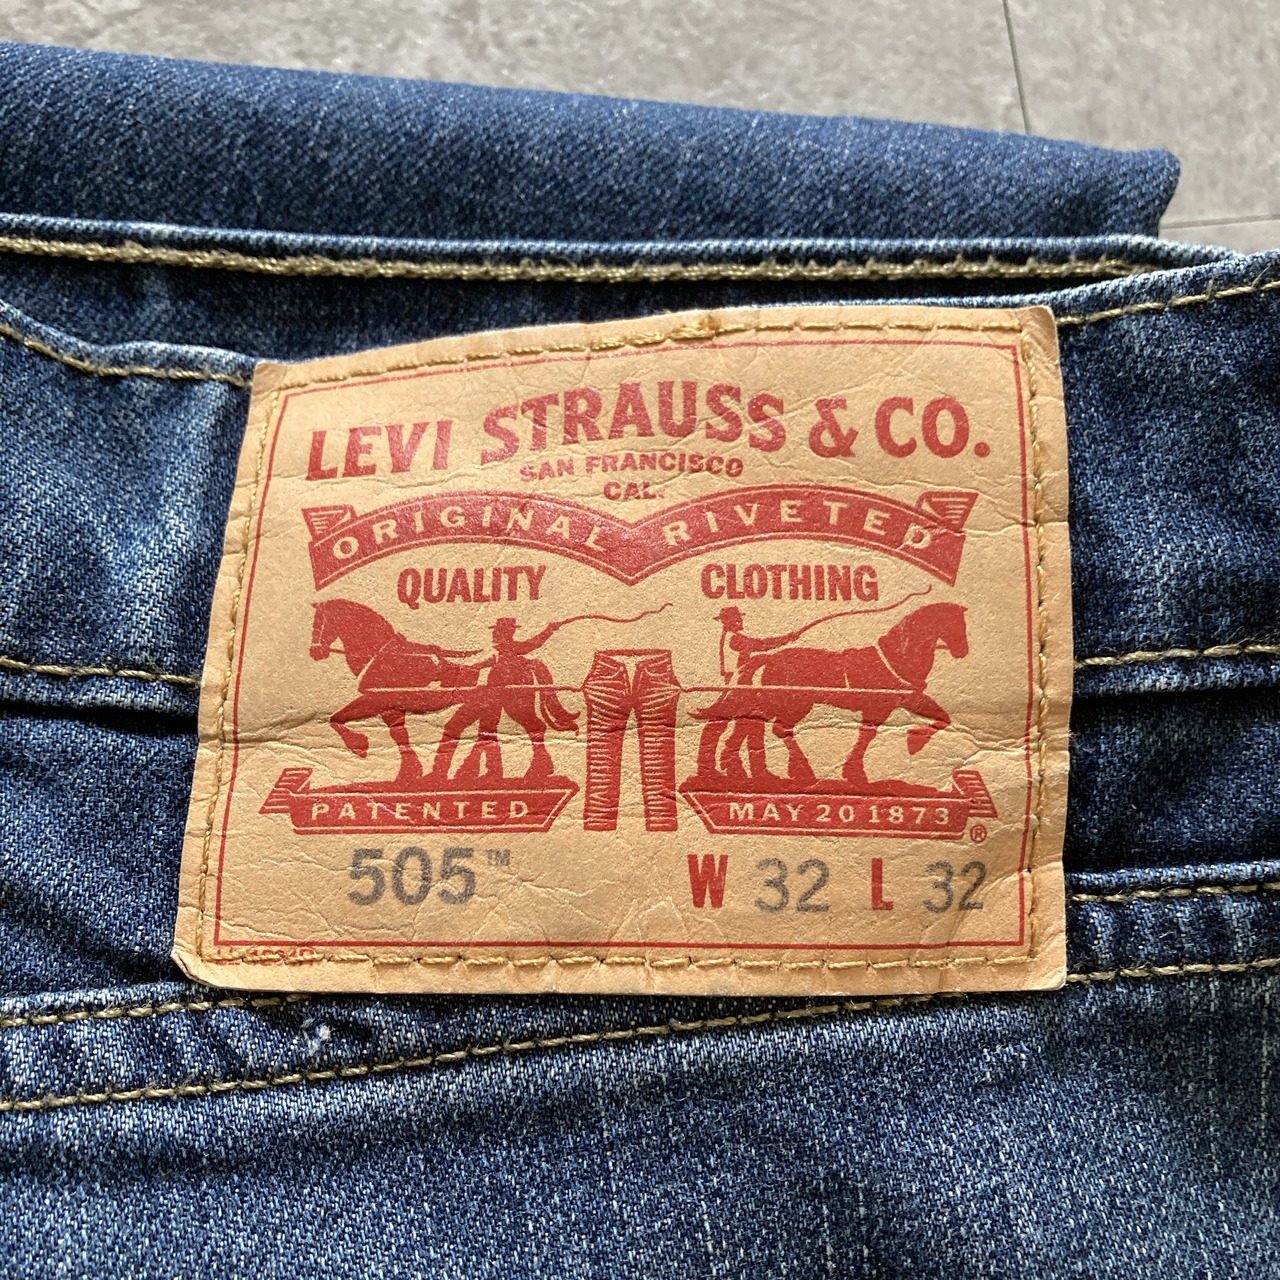 LEVI STRAUSS & CO.
SAN FRANCISCO
CAL.
ORIGINAL RIVETED
QUALITY CLOTHING
PATENTED MAY 20 1873 ®
505™ W 32 L 32